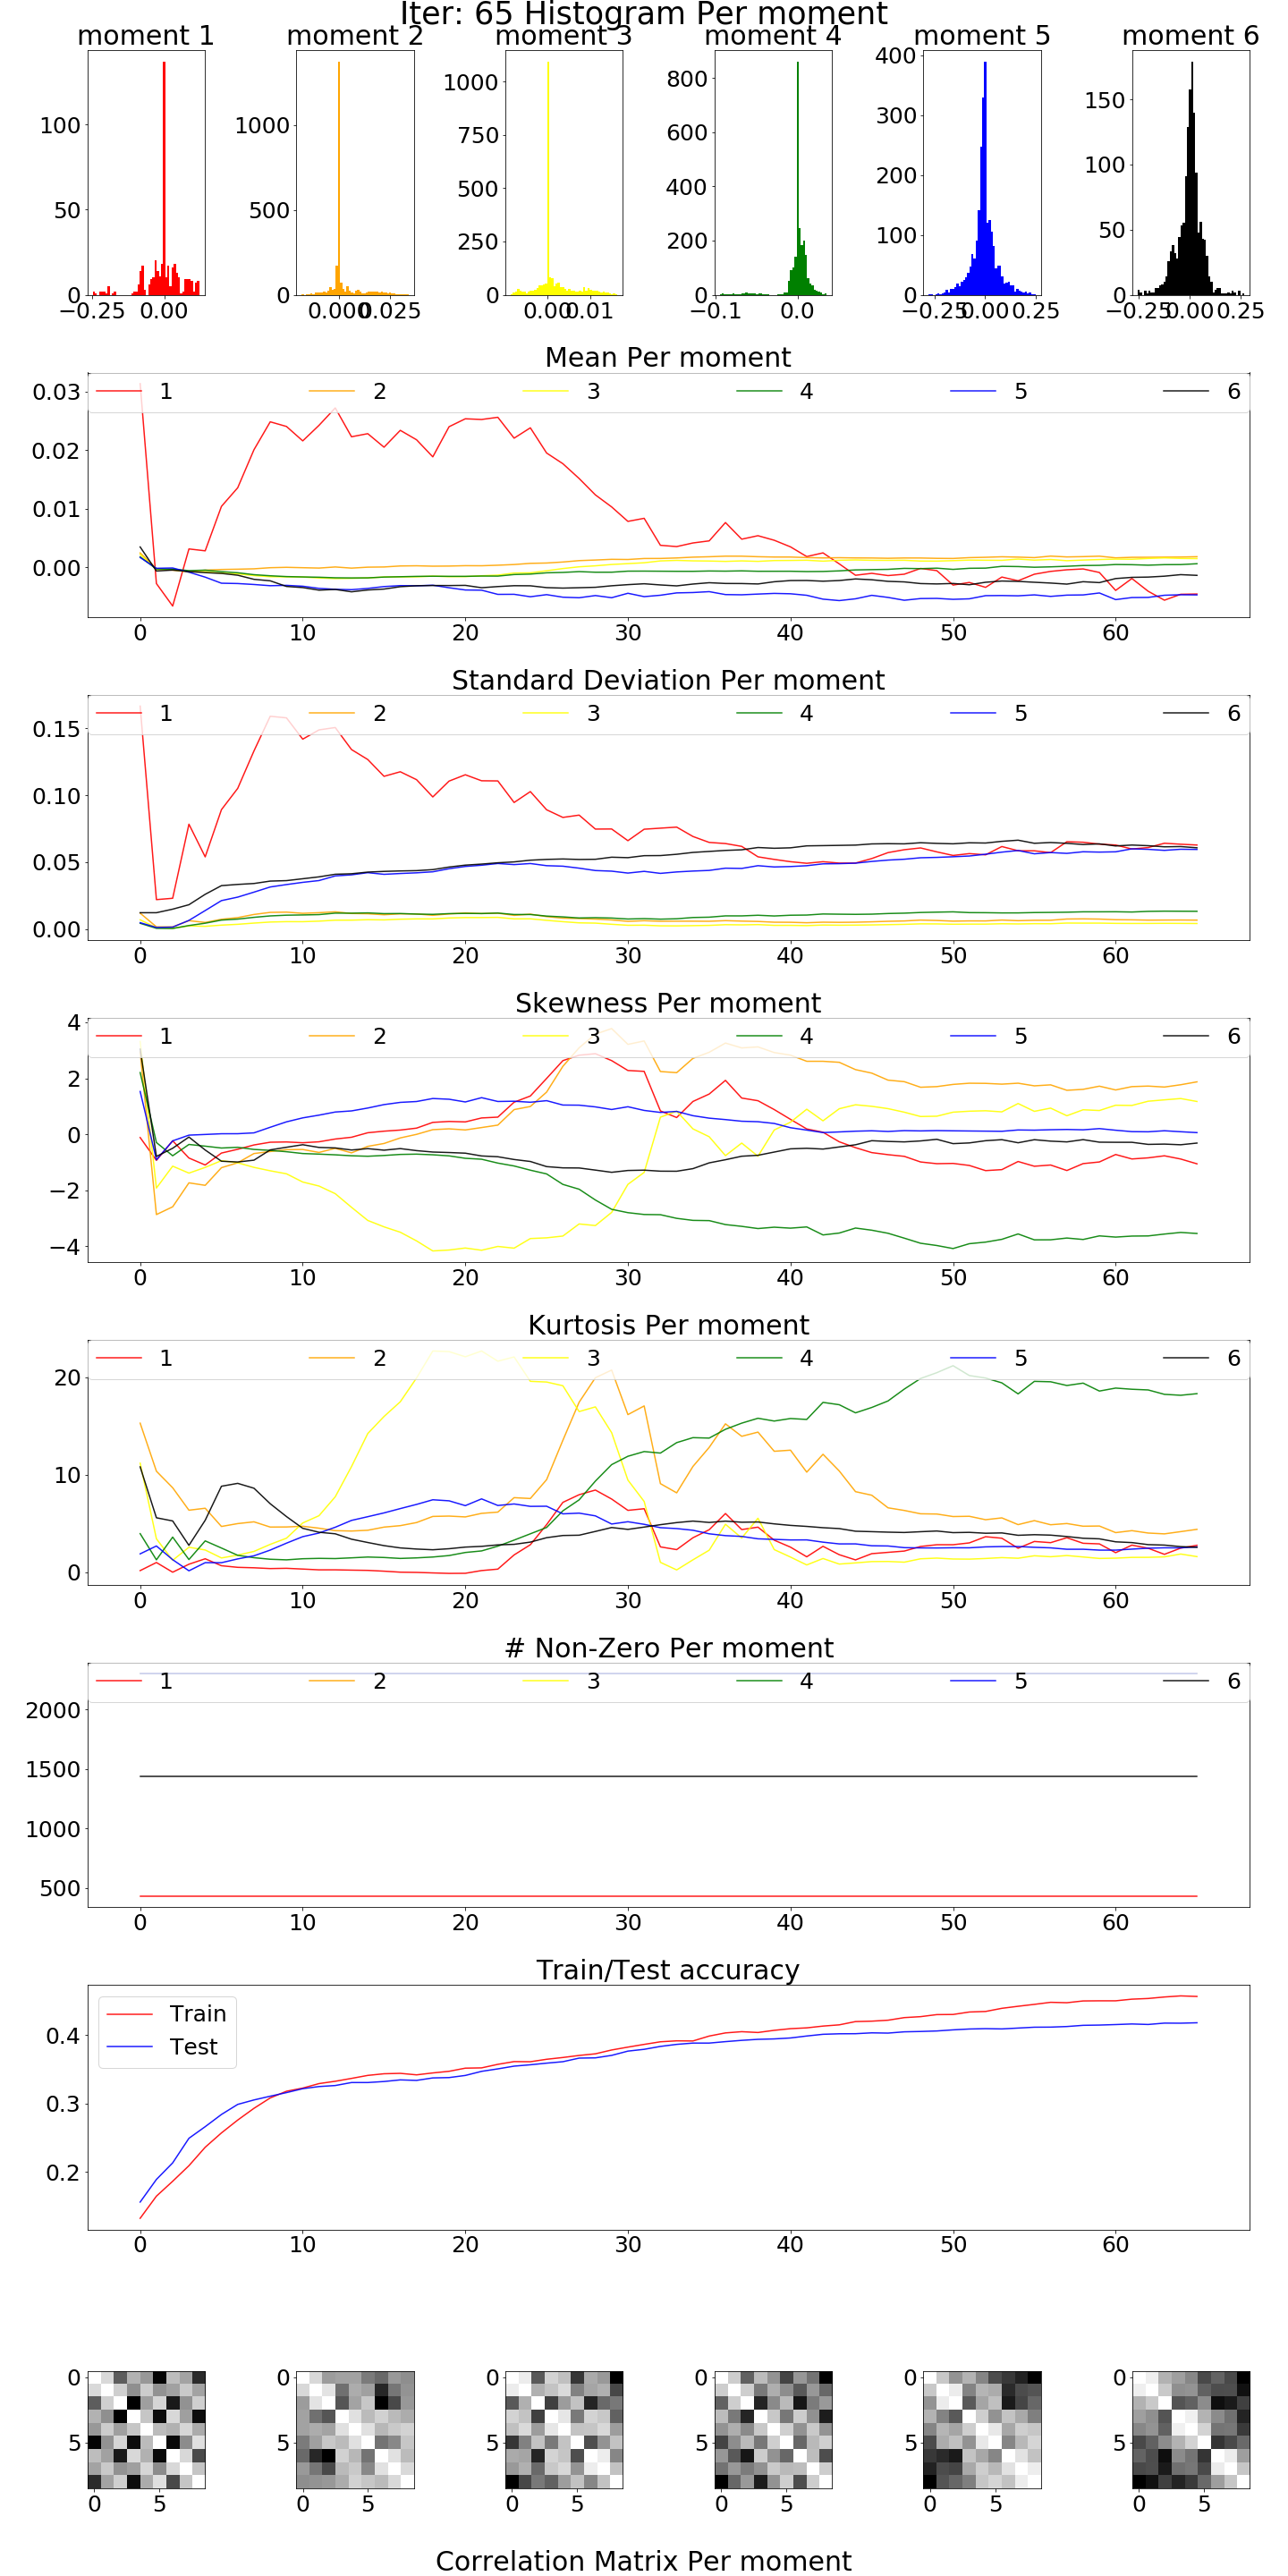 Iter: 65 Histogram Per moment
moment 1 moment 2 moment 3 moment 4 moment 5 moment 6
100
50
0
−0.25 0.00
1000
500
0
0.000 0.025
1000
750
500
250
0
0.00 0.01
800
600
400
200
0
−0.1 0.0
400
300
200
100
0
−0.25 0.00 0.25
150
100
50
0
−0.25 0.00 0.25
Mean Per moment
1 2 3 4 5 6
0.03
0.02
0.01
0.00
0 10 20 30 40 50 60
Standard Deviation Per moment
1 2 3 4 5 6
0.15
0.10
0.05
0.00
0 10 20 30 40 50 60
Skewness Per moment
1 2 3 4 5 6
4
2
0
−2
−4
0 10 20 30 40 50 60
Kurtosis Per moment
1 2 3 4 5 6
20
10
0
0 10 20 30 40 50 60
# Non-Zero Per moment
1 2 3 4 5 6
2000
1500
1000
500
0 10 20 30 40 50 60
Train/Test accuracy
Train
Test
0.4
0.3
0.2
0 10 20 30 40 50 60
0 0 0 0 0 0
5 5 5 5 5 5
0 5 0 5 0 5 0 5 0 5 0 5
Correlation Matrix Per moment